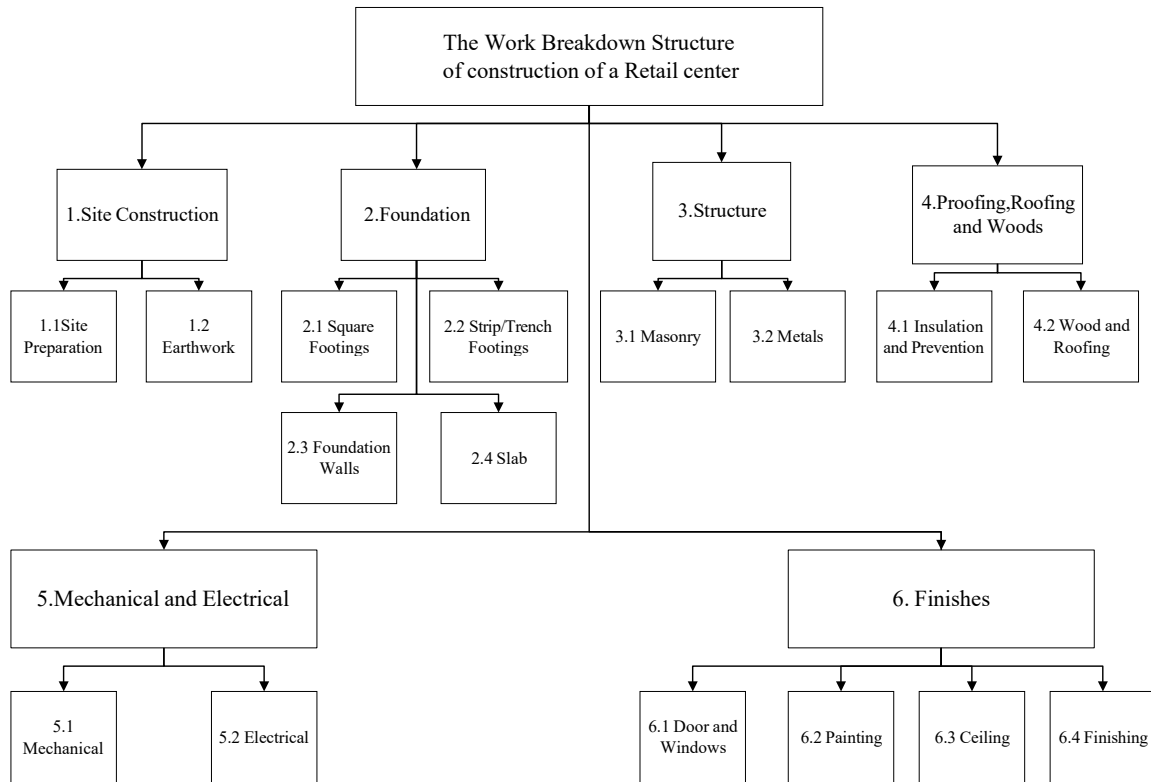 The Work Breakdown Structure
of construction of a Retail center
1.Site Construction
2.Foundation
3.Structure
4.Proofing,Roofing
and Woods
1.1Site
Preparation
1.2
Earthwork
2.1 Square
Footings
2.2 Strip/Trench
Footings
3.1 Masonry
3.2 Metals
4.1 Insulation
and Prevention
4.2 Wood and
Roofing
2.3 Foundation
Walls
2.4 Slab
5.Mechanical and Electrical
6. Finishes
5.1
Mechanical
5.2 Electrical
6.1 Door and
Windows
6.2 Painting
6.3 Ceiling
6.4 Finishing